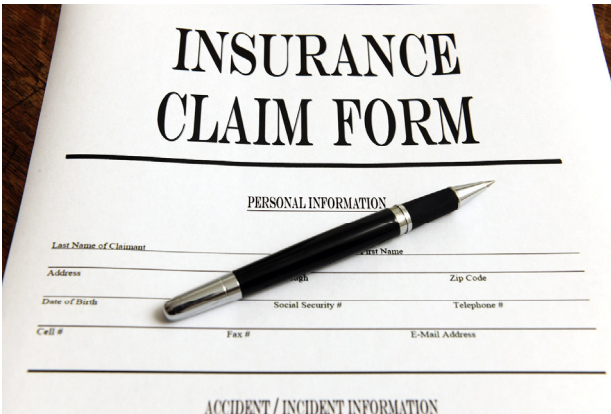 INSURANCE
CLAIM FORM
PERSONAL INFORMATION
Last Name of Claimant First Name
Address Zip Code
Date of Birth Social Security # Telephone #
Cell # Fax # E-Mail Address
ACCIDENT / INCIDENT INFORMATION